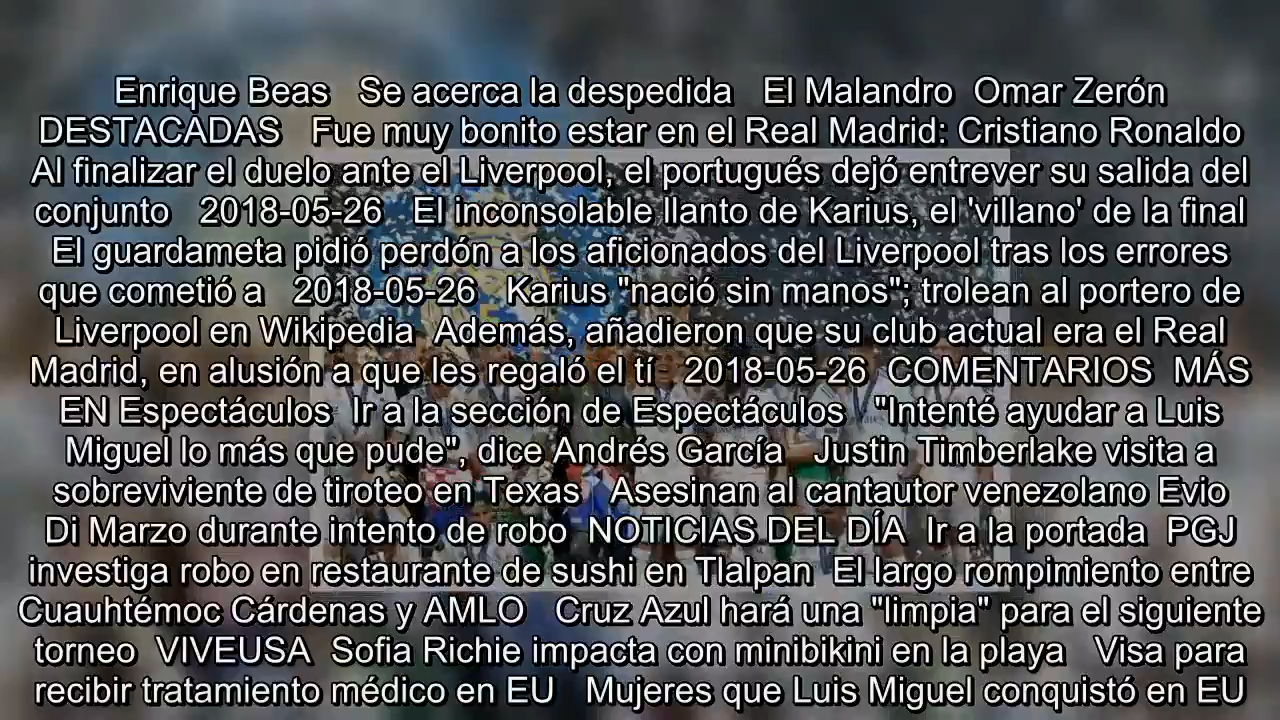 Enrique Beas Se acerca la despedida El Malandro Omar Zerón
DESTACADAS Fue muy bonito estar en el Real Madrid: Cristiano Ronaldo
Al finalizar el duelo ante el Liverpool, el portugués dejó entrever su salida del
conjunto 2018-05-26 El inconsolable llanto de Karius, el 'villano' de la final
El guardameta pidió perdón a los aficionados del Liverpool tras los errores
que cometió a 2018-05-26 Karius "nació sin manos"; trolean al portero de
Liverpool en Wikipedia Además, añadieron que su club actual era el Real
Madrid, en alusión a que les regaló el tí 2018-05-26 COMENTARIOS MÁS
EN Espectáculos Ir a la sección de Espectáculos "Intenté ayudar a Luis
Miguel lo más que pude", dice Andrés García Justin Timberlake visita a
sobreviviente de tiroteo en Texas Asesinan al cantautor venezolano Evio
Di Marzo durante intento de robo NOTICIAS DEL DÍA Ir a la portada PGJ
investiga robo en restaurante de sushi en Tlalpan El largo rompimiento entre
Cuauhtémoc Cárdenas y AMLO Cruz Azul hará una "limpia" para el siguiente
torneo VIVEUSA Sofia Richie impacta con minibikini en la playa Visa para
recibir tratamiento médico en EU Mujeres que Luis Miguel conquistó en EU